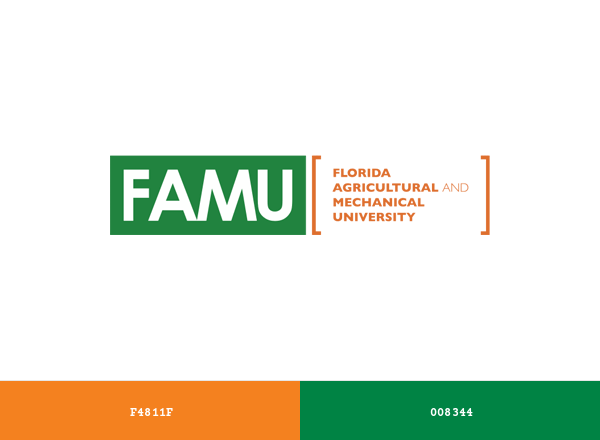 FAMU
FLORIDA
AGRICULTURAL AND
MECHANICAL
UNIVERSITY
F4811F
008344